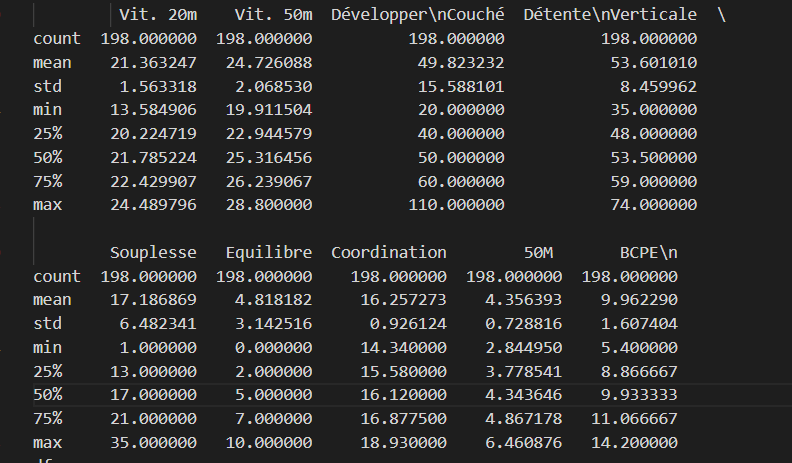 Vit. 20m Vit. 50m Développer\nCouché Détente\nVerticale \
count 198.000000 198.000000 198.000000 198.000000
mean 21.363247 24.726088 49.823232 53.601010
std 1.563318 2.068530 15.588101 8.459962
min 13.584906 19.911504 20.000000 35.000000
25% 20.224719 22.944579 40.000000 48.000000
50% 21.785224 25.316456 50.000000 53.500000
75% 22.429907 26.239067 60.000000 59.000000
max 24.489796 28.800000 110.000000 74.000000
Souplesse Equilibre Coordination 50M BCPE\n
count 198.000000 198.000000 198.000000 198.000000 198.000000
mean 17.186869 4.818182 16.257273 4.356393 9.962290
std 6.482341 3.142516 0.926124 0.728816 1.607404
min 1.000000 0.000000 14.340000 2.844950 5.400000
25% 13.000000 2.000000 15.580000 3.778541 8.866667
50% 17.000000 5.000000 16.120000 4.343646 9.933333
75% 21.000000 7.000000 16.877500 4.867178 11.066667
max 35.000000 10.000000 18.930000 6.460876 14.200000